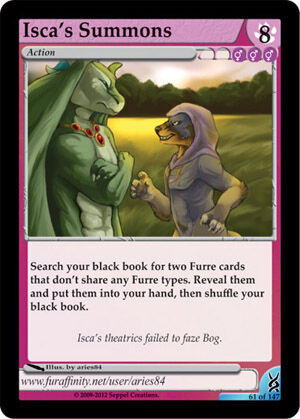 Isca's Summons
8
Action
Search your black book for two Furre cards
that don't share any Furre types. Reveal them
and put them into your hand, then shuffle your
black book.
Isca's theatrics failed to faze Bog.
Illus. by aries84
www.furaffinity.net/user/aries84
© 2009-2012 Seppel Creations.
61 of 147